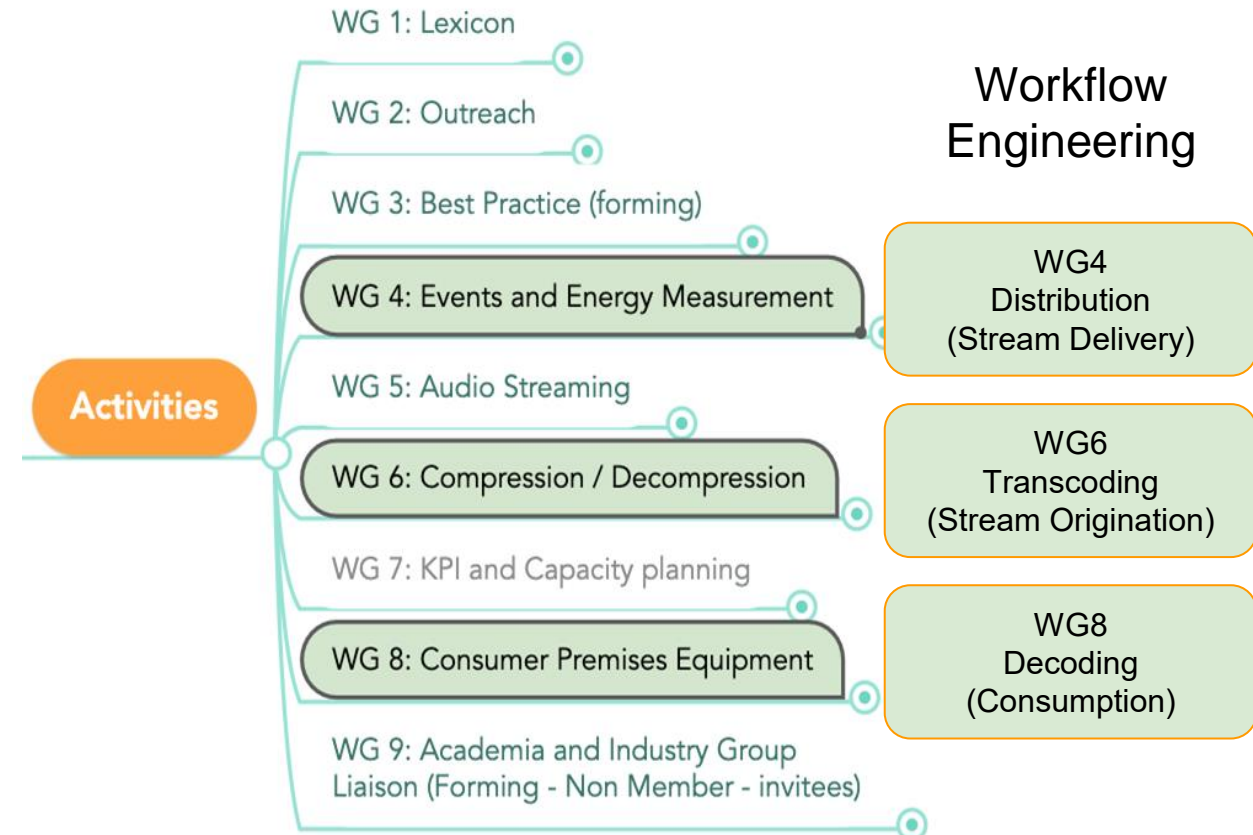 WG 1: Lexicon
WG 2: Outreach
WG 3: Best Practice (forming)
WG 4: Events and Energy Measurement
WG 5: Audio Streaming
Activities
WG 6: Compression / Decompression
WG 7: KPI and Capacity planning
WG 8: Consumer Premises Equipment
WG 9: Academia and Industry Group
Liaison (Forming - Non Member - invitees)
Workflow
Engineering
WG4
Distribution
(Stream Delivery)
WG6
Transcoding
(Stream Origination)
WG8
Decoding
(Consumption)